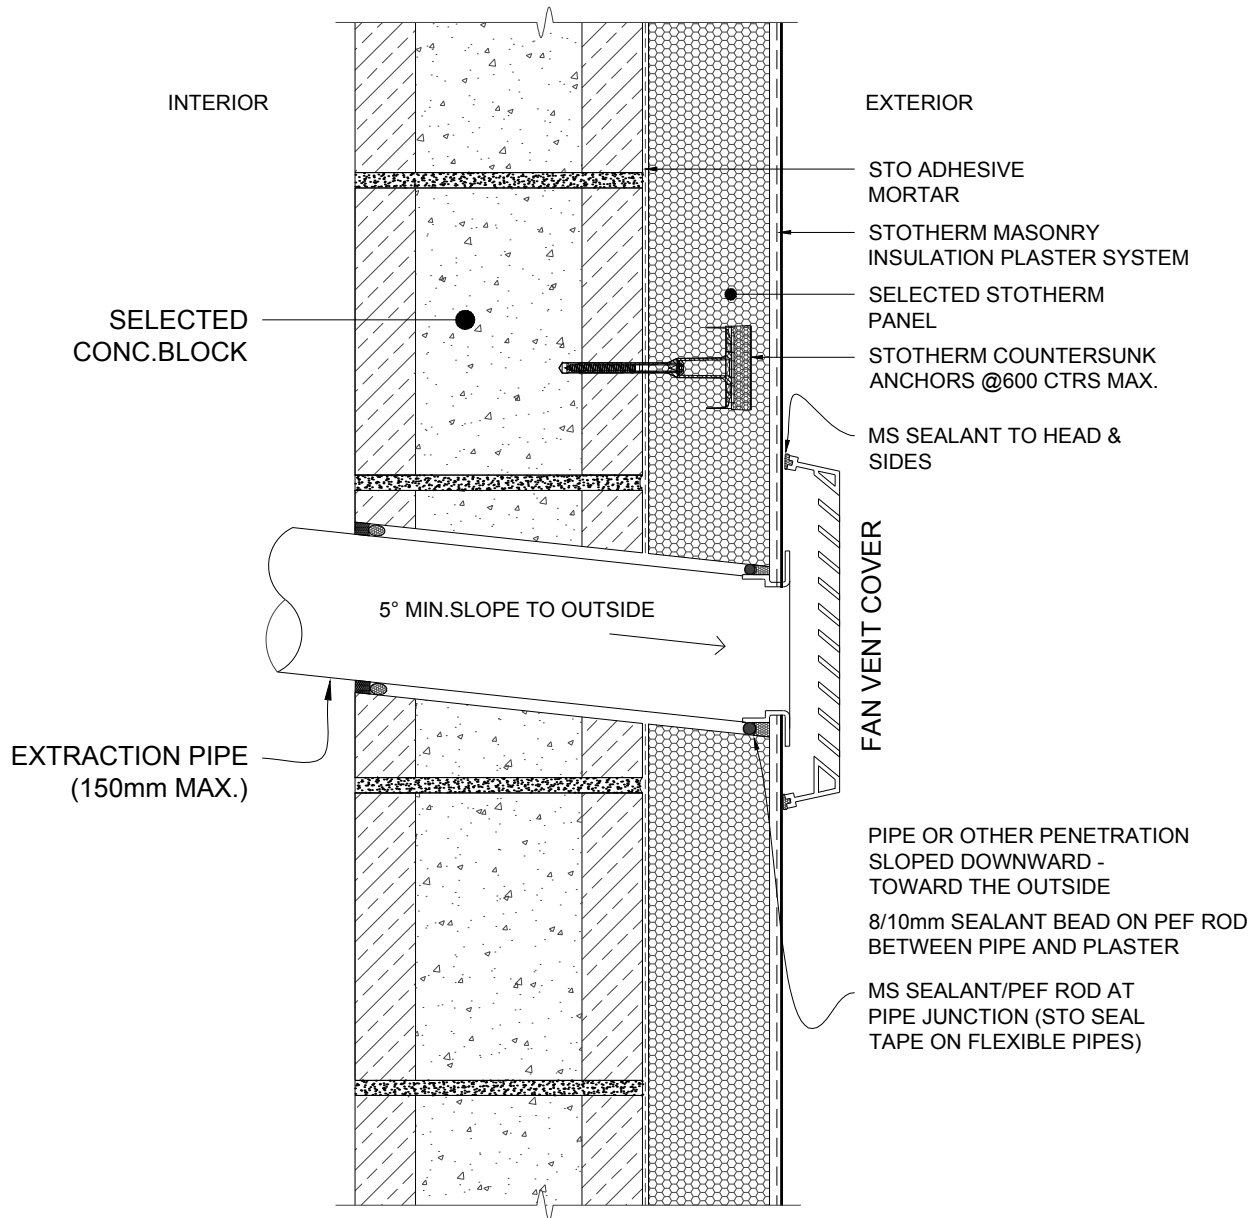 INTERIOR
EXTERIOR
STO ADHESIVE
MORTAR
STOTHERM MASONRY
INSULATION PLASTER SYSTEM
SELECTED STOTHERM
PANEL
SELECTED
CONC.BLOCK
STOTHERM COUNTERSUNK
ANCHORS @600 CTRS MAX.
MS SEALANT TO HEAD &
SIDES
FAN VENT COVER
5° MIN.SLOPE TO OUTSIDE
EXTRACTION PIPE
(150mm MAX.)
PIPE OR OTHER PENETRATION
SLOPED DOWNWARD -
TOWARD THE OUTSIDE
8/10mm SEALANT BEAD ON PEF ROD
BETWEEN PIPE AND PLASTER
MS SEALANT/PEF ROD AT
PIPE JUNCTION (STO SEAL
TAPE ON FLEXIBLE PIPES)